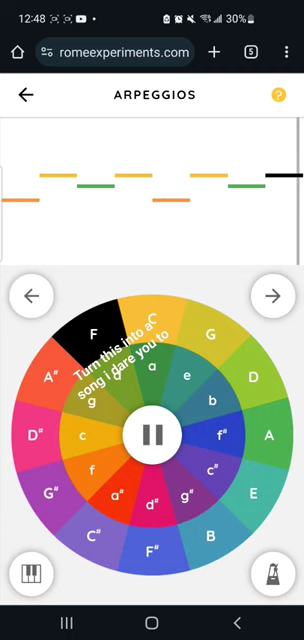 12:48
30%
romeexperiments.com
5
ARPEGGIOS
?
F
C
G
A#
D
D#
A
G#
E
C#
B
F#
d
a
e
g
b
c
f#
f
c#
a#
g#
d#
Turn this into a
song i dare you to